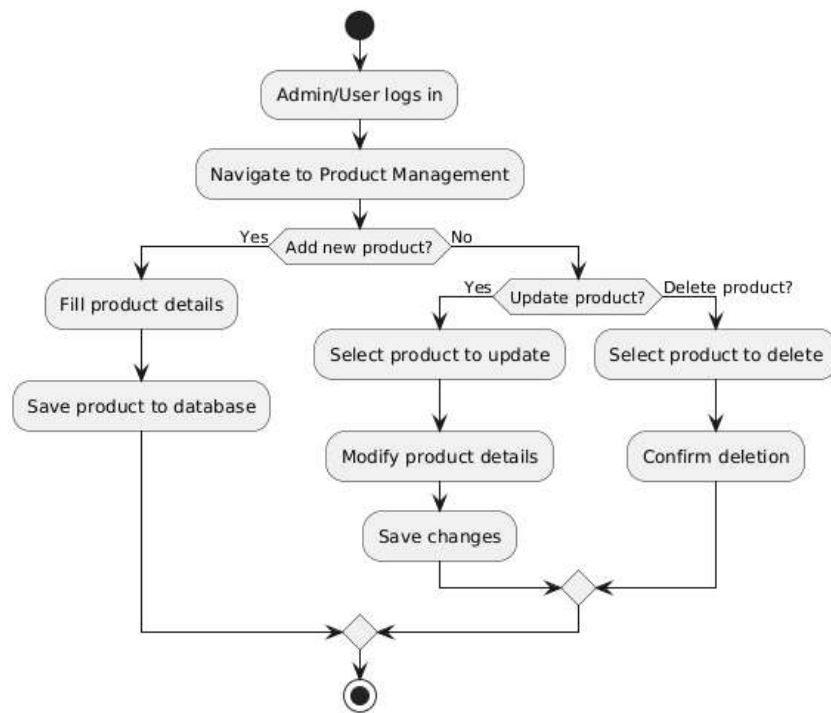 Admin/User logs in
Navigate to Product Management
Yes
Add new product?
No
Fill product details
Save product to database
Yes
Update product?
Delete product?
Select product to update
Modify product details
Save changes
Select product to delete
Confirm deletion